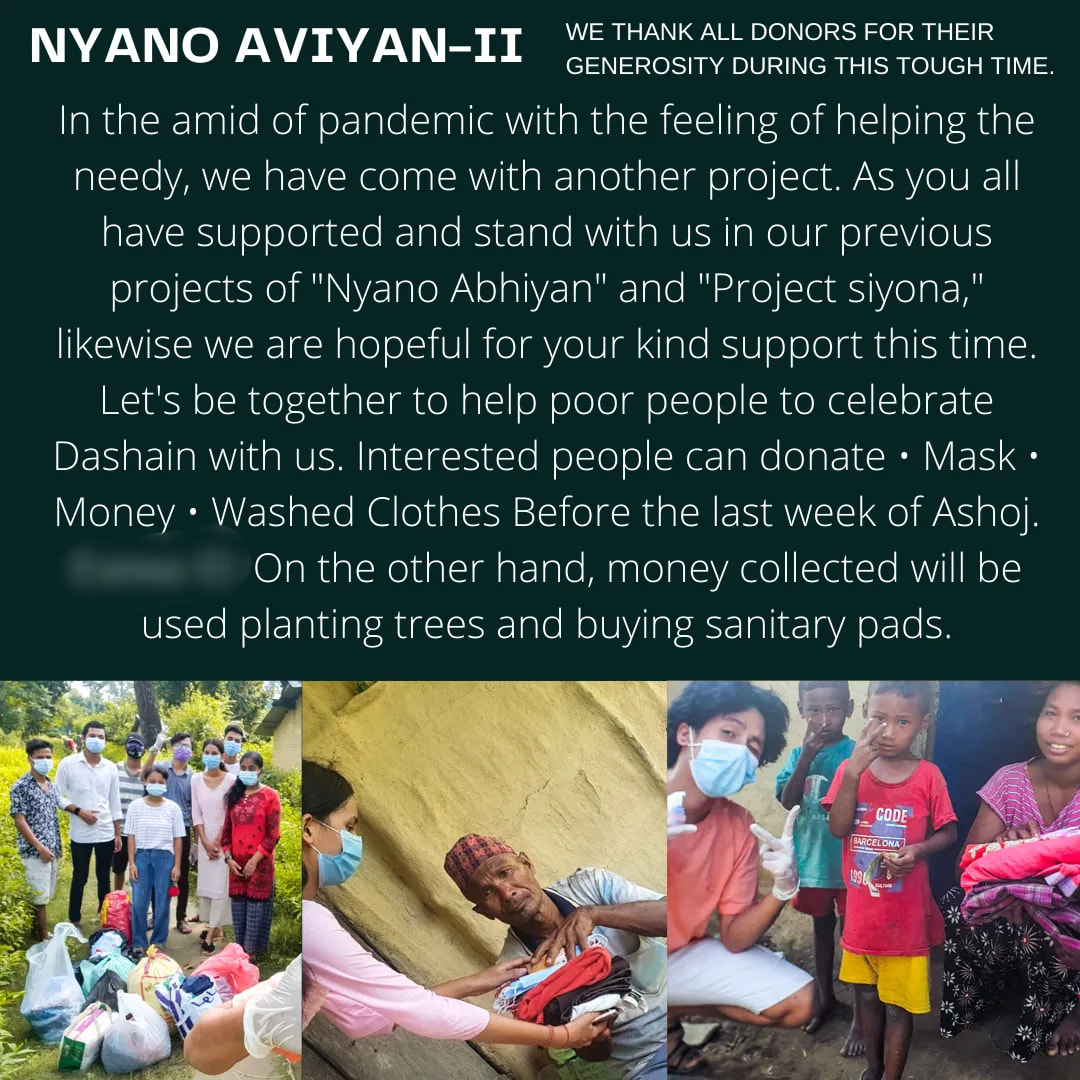 NYANO AVIYAN–II
WE THANK ALL DONORS FOR THEIR
GENEROSITY DURING THIS TOUGH TIME.
In the amid of pandemic with the feeling of helping the
needy, we have come with another project. As you all
have supported and stand with us in our previous
projects of "Nyano Abhiyan" and "Project siyona,"
likewise we are hopeful for your kind support this time.
Let's be together to help poor people to celebrate
Dashain with us. Interested people can donate • Mask •
Money • Washed Clothes Before the last week of Ashoj.
On the other hand, money collected will be
used planting trees and buying sanitary pads.
CODE
BARCELONA
CULTURE